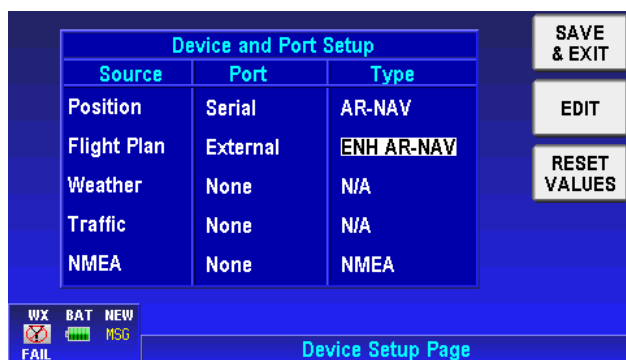 Device and Port Setup
Source Port Type
Position Serial AR-NAV
Flight Plan External ENH AR-NAV
Weather None N/A
Traffic None N/A
NMEA None NMEA
SAVE
& EXIT
EDIT
RESET
VALUES
WX BAT NEW
MSG
FAIL
Device Setup Page